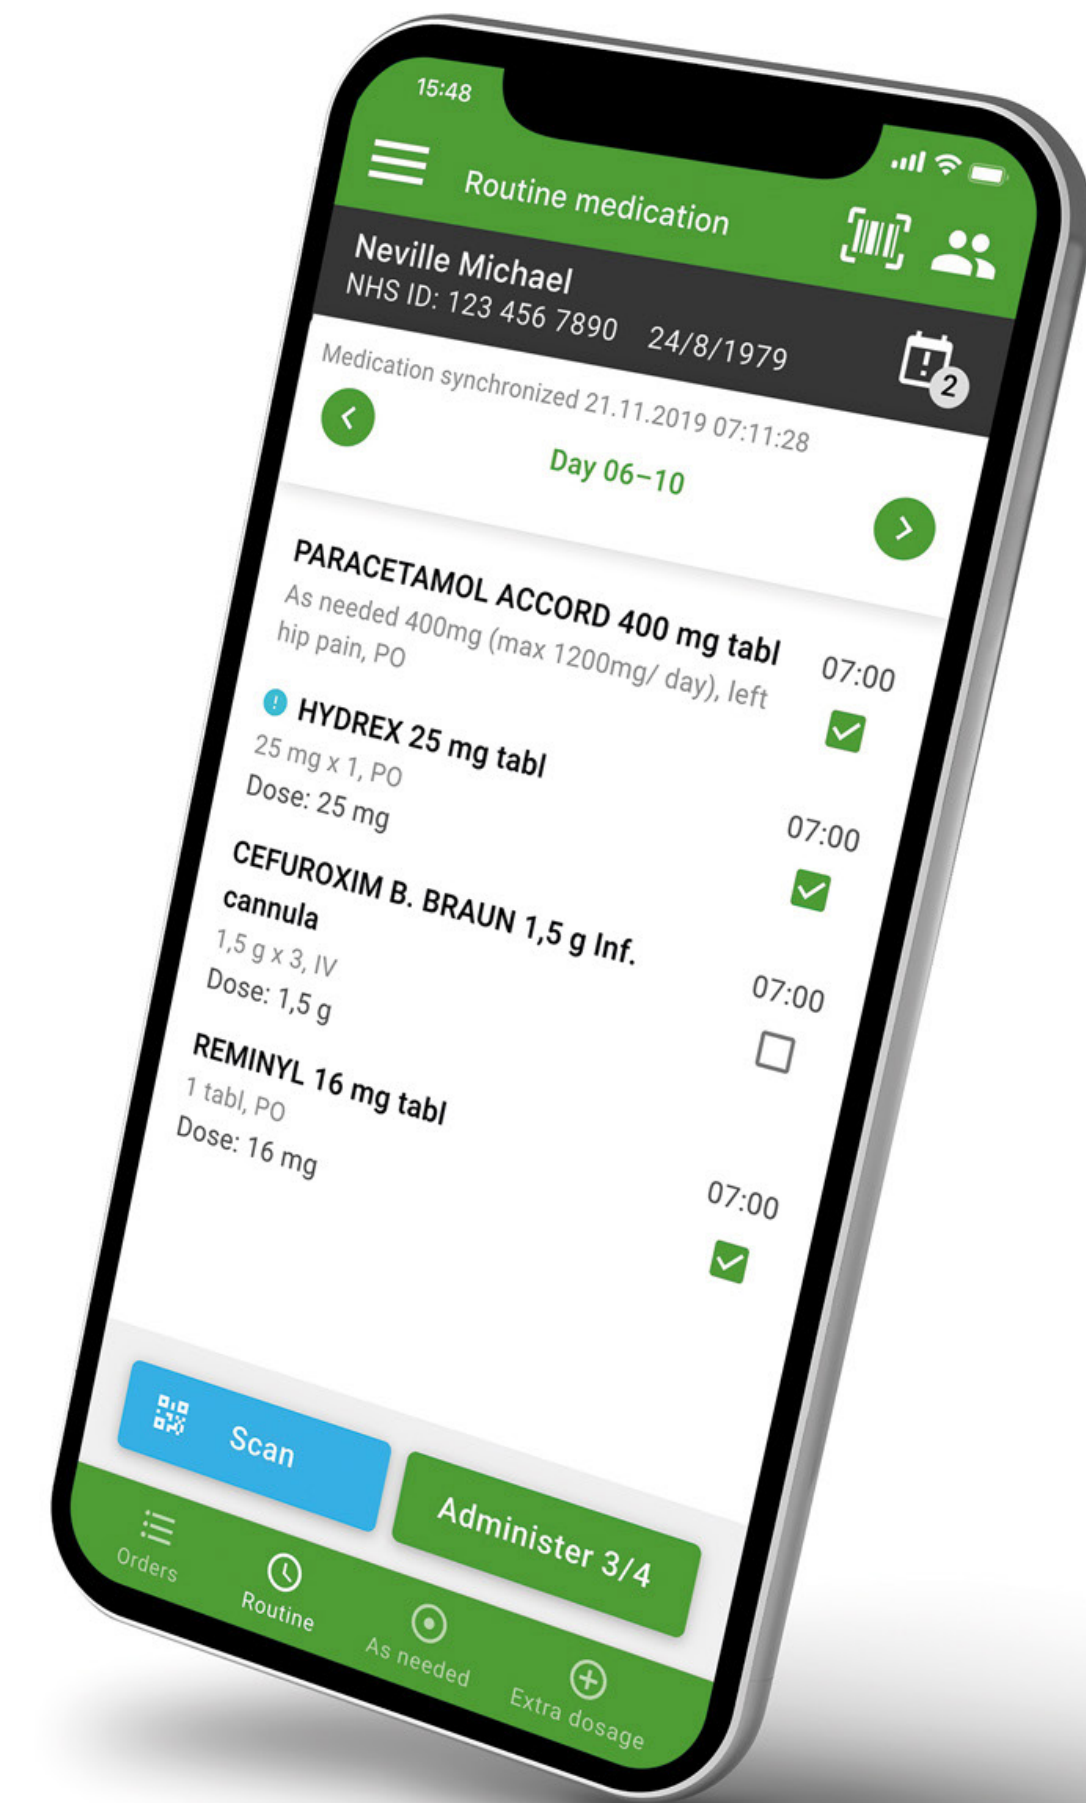 15:48
Routine medication
Neville Michael
NHS ID: 123 456 7890 24/8/1979
2
Medication synchronized 21.11.2019 07:11:28
Day 06–10
PARACETAMOL ACCORD 400 mg tabl
As needed 400mg (max 1200mg/ day), left
hip pain, PO
07:00
HYDREX 25 mg tabl
25 mg x 1, PO
Dose: 25 mg
07:00
CEFUROXIM B. BRAUN 1,5 g Inf.
cannula
1,5 g x 3, IV
Dose: 1,5 g
07:00
REMINYL 16 mg tabl
1 tabl, PO
Dose: 16 mg
07:00
Scan
Administer 3/4
Orders
Routine
As needed
Extra dosage